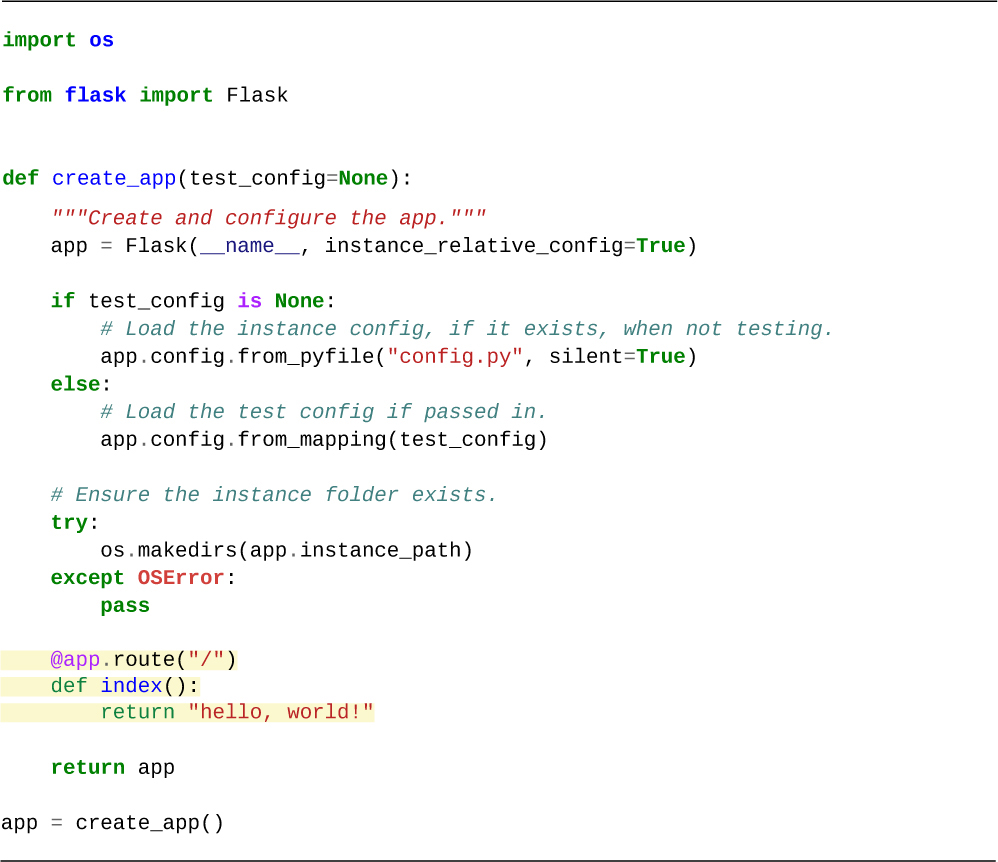 import os
from flask import Flask
def create_app(test_config=None):
    """Create and configure the app."""
    app = Flask(__name__, instance_relative_config=True)
    if test_config is None:
        # Load the instance config, if it exists, when not testing.
        app.config.from_pyfile("config.py", silent=True)
    else:
        # Load the test config if passed in.
        app.config.from_mapping(test_config)
    # Ensure the instance folder exists.
    try:
        os.makedirs(app.instance_path)
    except OSError:
        pass
    @app.route("/")
    def index():
        return "hello, world!"
    return app
app = create_app()